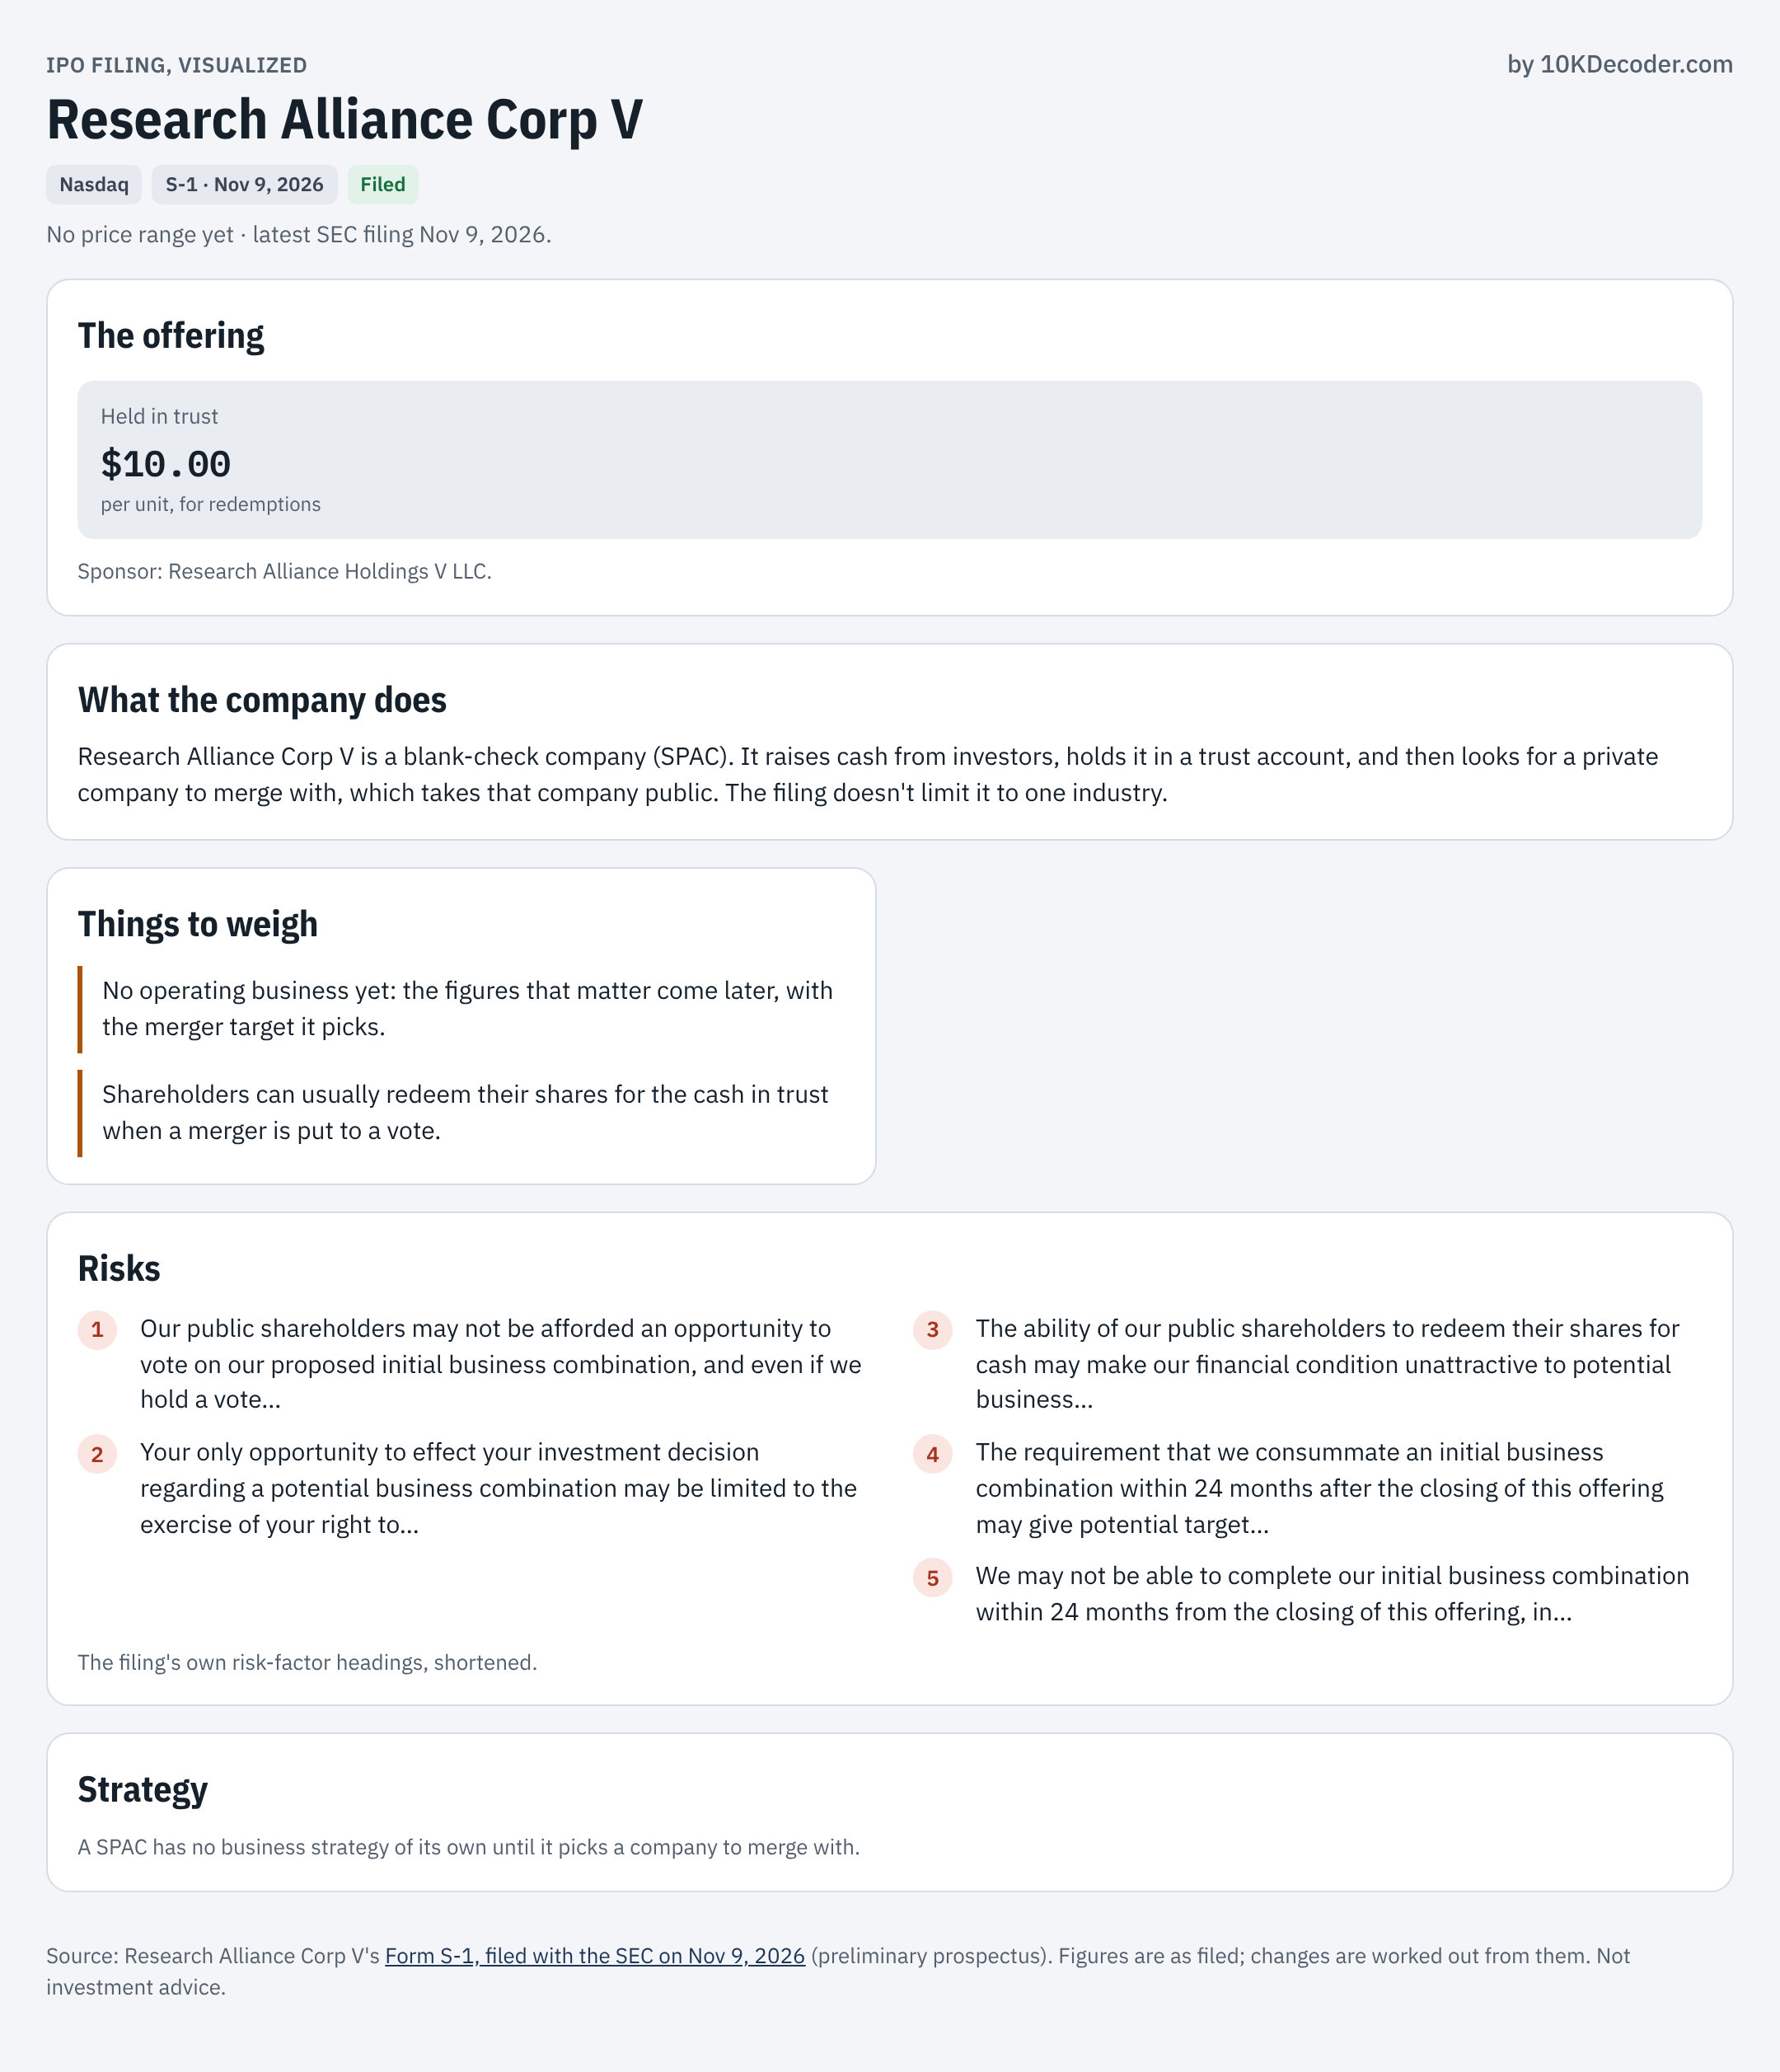 IPO FILING, VISUALIZED
by 10KDecoder.com
Research Alliance Corp V
Nasdaq
S-1 · Nov 9, 2026
Filed
No price range yet · latest SEC filing Nov 9, 2026.
The offering
Held in trust
$10.00
per unit, for redemptions
Sponsor: Research Alliance Holdings V LLC.
What the company does
Research Alliance Corp V is a blank-check company (SPAC). It raises cash from investors, holds it in a trust account, and then looks for a private
company to merge with, which takes that company public. The filing doesn't limit it to one industry.
Things to weigh
No operating business yet: the figures that matter come later, with
the merger target it picks.
Shareholders can usually redeem their shares for the cash in trust
when a merger is put to a vote.
Risks
1
Our public shareholders may not be afforded an opportunity to
vote on our proposed initial business combination, and even if we
hold a vote…
2
Your only opportunity to effect your investment decision
regarding a potential business combination may be limited to the
exercise of your right to…
3
The ability of our public shareholders to redeem their shares for
cash may make our financial condition unattractive to potential
business…
4
The requirement that we consummate an initial business
combination within 24 months after the closing of this offering
may give potential target…
5
We may not be able to complete our initial business combination
within 24 months from the closing of this offering, in…
The filing's own risk-factor headings, shortened.
Strategy
A SPAC has no business strategy of its own until it picks a company to merge with.
Source: Research Alliance Corp V's Form S-1, filed with the SEC on Nov 9, 2026 (preliminary prospectus). Figures are as filed; changes are worked out from them. Not
investment advice.